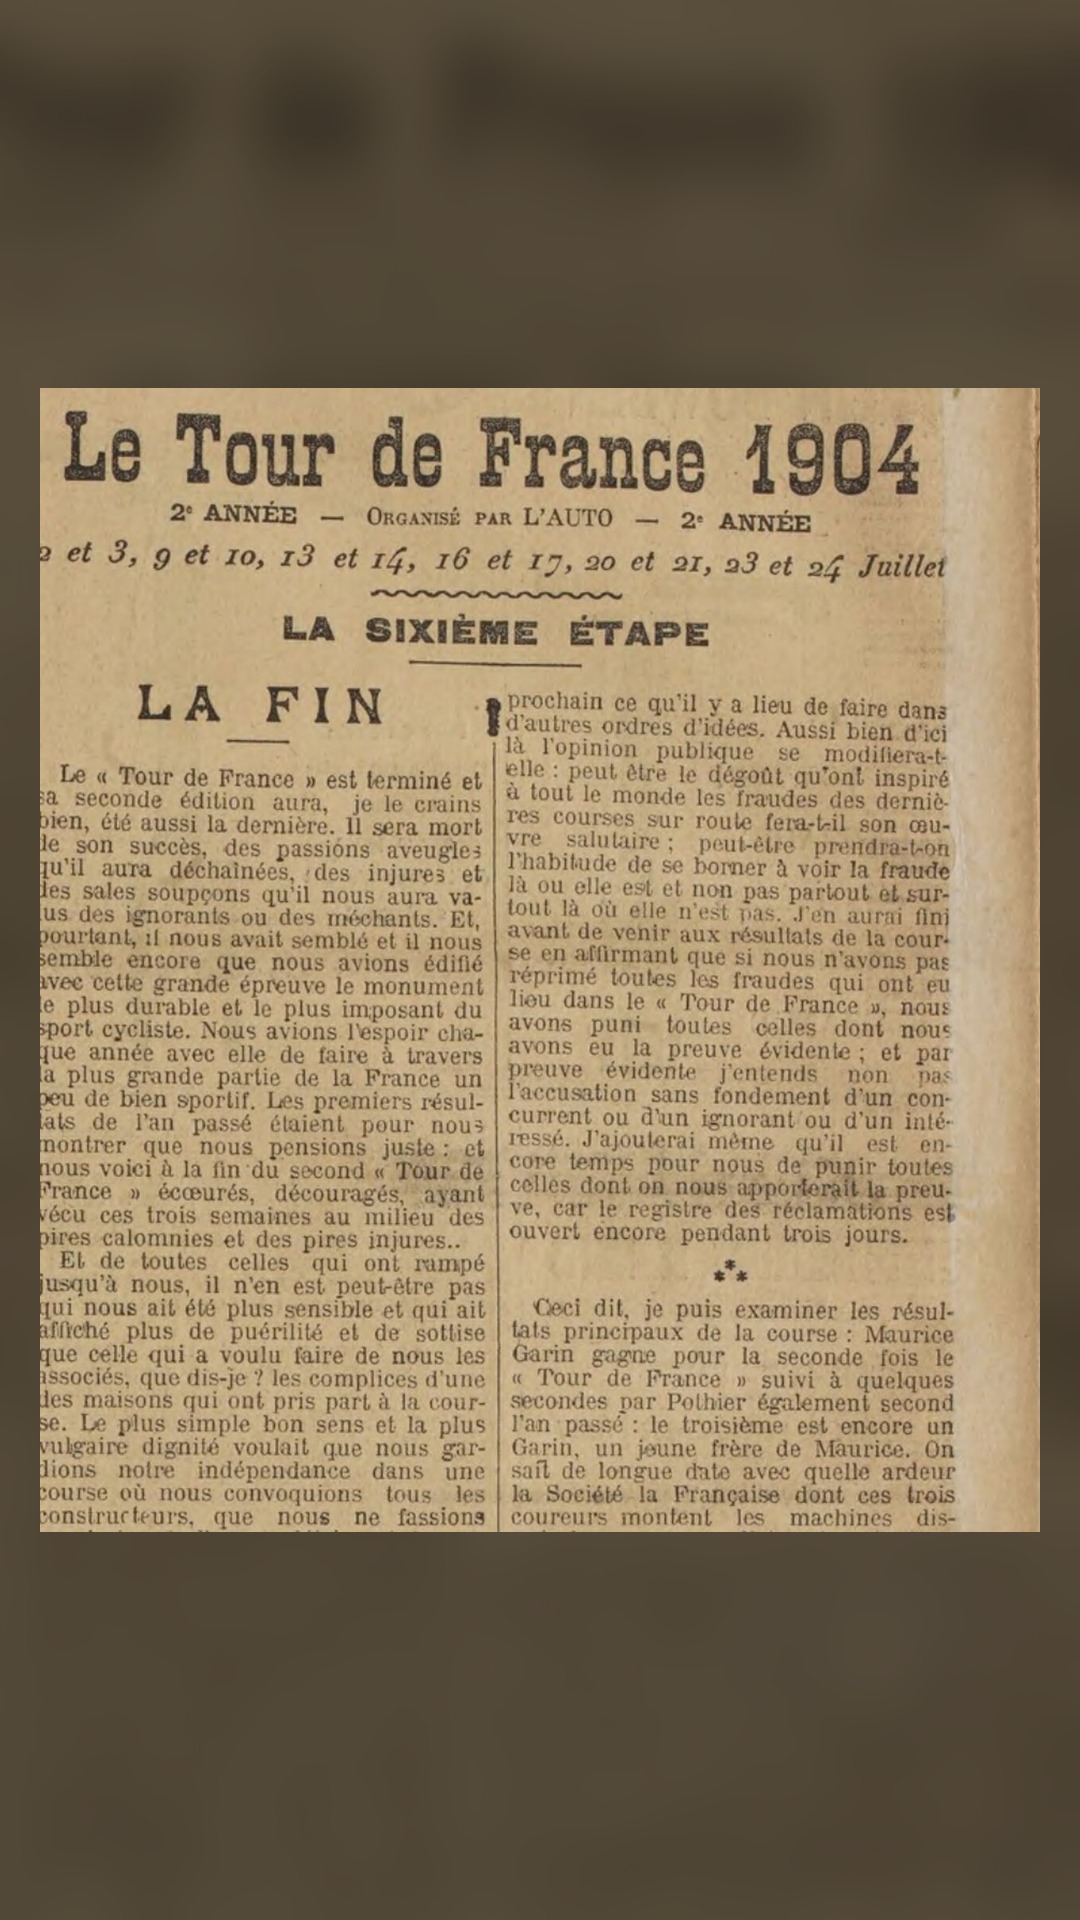 Le Tour de France 1904
2e ANNÉE — ORGANISÉ PAR L'AUTO — 2e ANNÉE
2 et 3, 9 et 10, 13 et 14, 16 et 17, 20 et 21, 23 et 24 Juillet
LA SIXIÈME ÉTAPE
LA FIN
Le « Tour de France » est terminé et
sa seconde édition aura, je le crains
bien, été aussi la dernière. Il sera mort
de son succès, des passions aveugles
qu'il aura déchaînées, des injures et
des sales soupçons qu'il nous aura va-
lus des ignorants ou des méchants. Et,
pourtant, il nous avait semblé et il nous
semble encore que nous avions édifié
avec cette grande épreuve le monument
le plus durable et le plus imposant du
sport cycliste. Nous avions l'espoir cha-
que année avec elle de faire à travers
la plus grande partie de la France un
peu de bien sportif. Les premiers résul-
tats de l'an passé étaient pour nous
montrer que nous pensions juste : et
nous voici à la fin du second « Tour de
France » écœurés, découragés, ayant
vécu ces trois semaines au milieu des
pires calomnies et des pires injures..
Et de toutes celles qui ont rampé
jusqu'à nous, il n'en est peut-être pas
qui nous ait été plus sensible et qui ait
affiché plus de puérilité et de sottise
que celle qui a voulu faire de nous les
associés, que dis-je ? les complices d'une
des maisons qui ont pris part à la cour-
se. Le plus simple bon sens et la plus
vulgaire dignité voulait que nous gar-
dions notre indépendance dans une
course où nous convoquions tous les
constructeurs, que nous ne fassions
prochain ce qu'il y a lieu de faire dans
d'autres ordres d'idées. Aussi bien d'ici
là l'opinion publique se modifiera-t-
elle : peut être le dégoût qu'ont inspiré
à tout le monde les fraudes des derniè-
res courses sur route fera-t-il son œu-
vre salutaire ; peut-être prendra-t-on
l'habitude de se borner à voir la fraude
là ou elle est et non pas partout et sur-
tout là où elle n'est pas. J'en aurai fini
avant de venir aux résultats de la cour-
se en affirmant que si nous n'avons pas
réprimé toutes les fraudes qui ont eu
lieu dans le « Tour de France », nous
avons puni toutes celles dont nous
avons eu la preuve évidente ; et par
preuve évidente j'entends non pas
l'accusation sans fondement d'un con-
current ou d'un ignorant ou d'un inté-
ressé. J'ajouterai même qu'il est en-
core temps pour nous de punir toutes
celles dont on nous apporterait la preu-
ve, car le registre des réclamations est
ouvert encore pendant trois jours.
***
Ceci dit, je puis examiner les résul-
tats principaux de la course : Maurice
Garin gagne pour la seconde fois le
« Tour de France » suivi à quelques
secondes par Pothier également second
l'an passé : le troisième est encore un
Garin, un jeune frère de Maurice. On
sait de longue date avec quelle ardeur
la Société la Française dont ces trois
coureurs montent les machines dis-